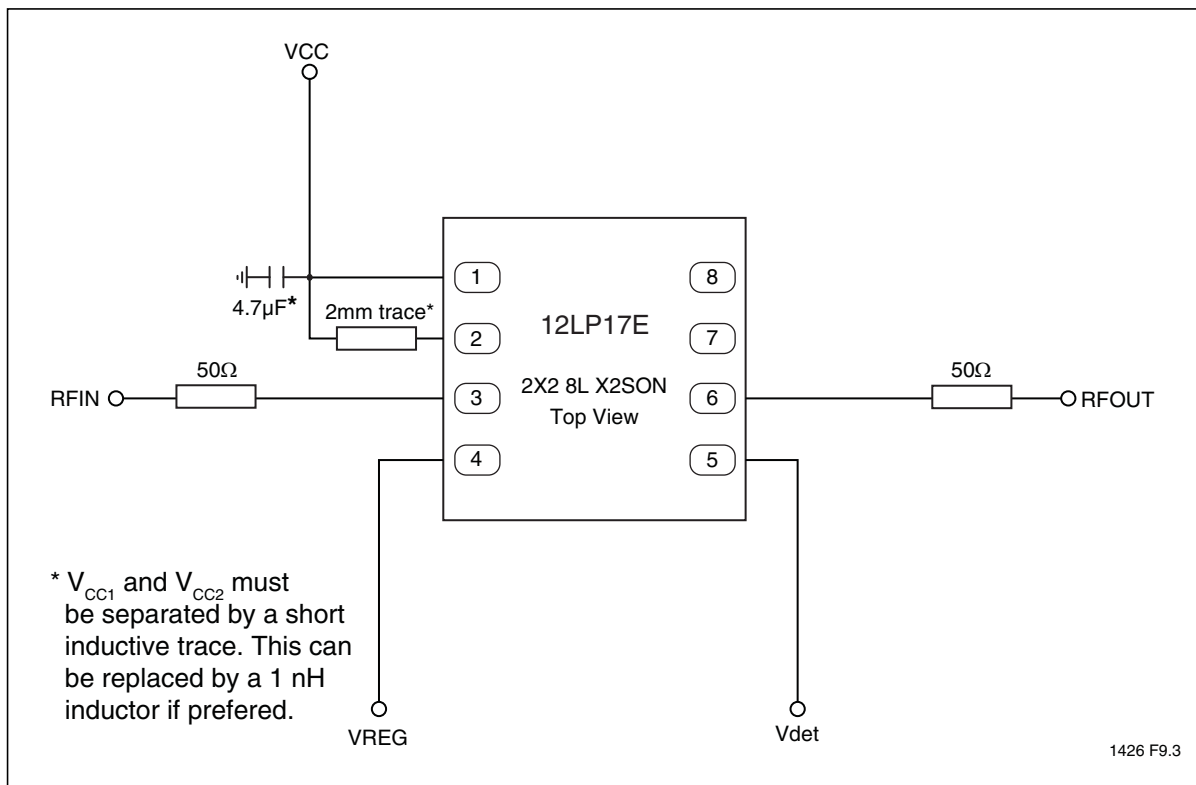 VCC
1
8
4.7µF*
2mm trace*
12LP17E
2
7
50Ω
50Ω
RFIN
3
2X2 8L X2SON
6
RFOUT
Top View
4
5
* VCC1 and VCC2 must
be separated by a short
inductive trace. This can
be replaced by a 1 nH
inductor if prefered.
VREG
Vdet
1426 F9.3